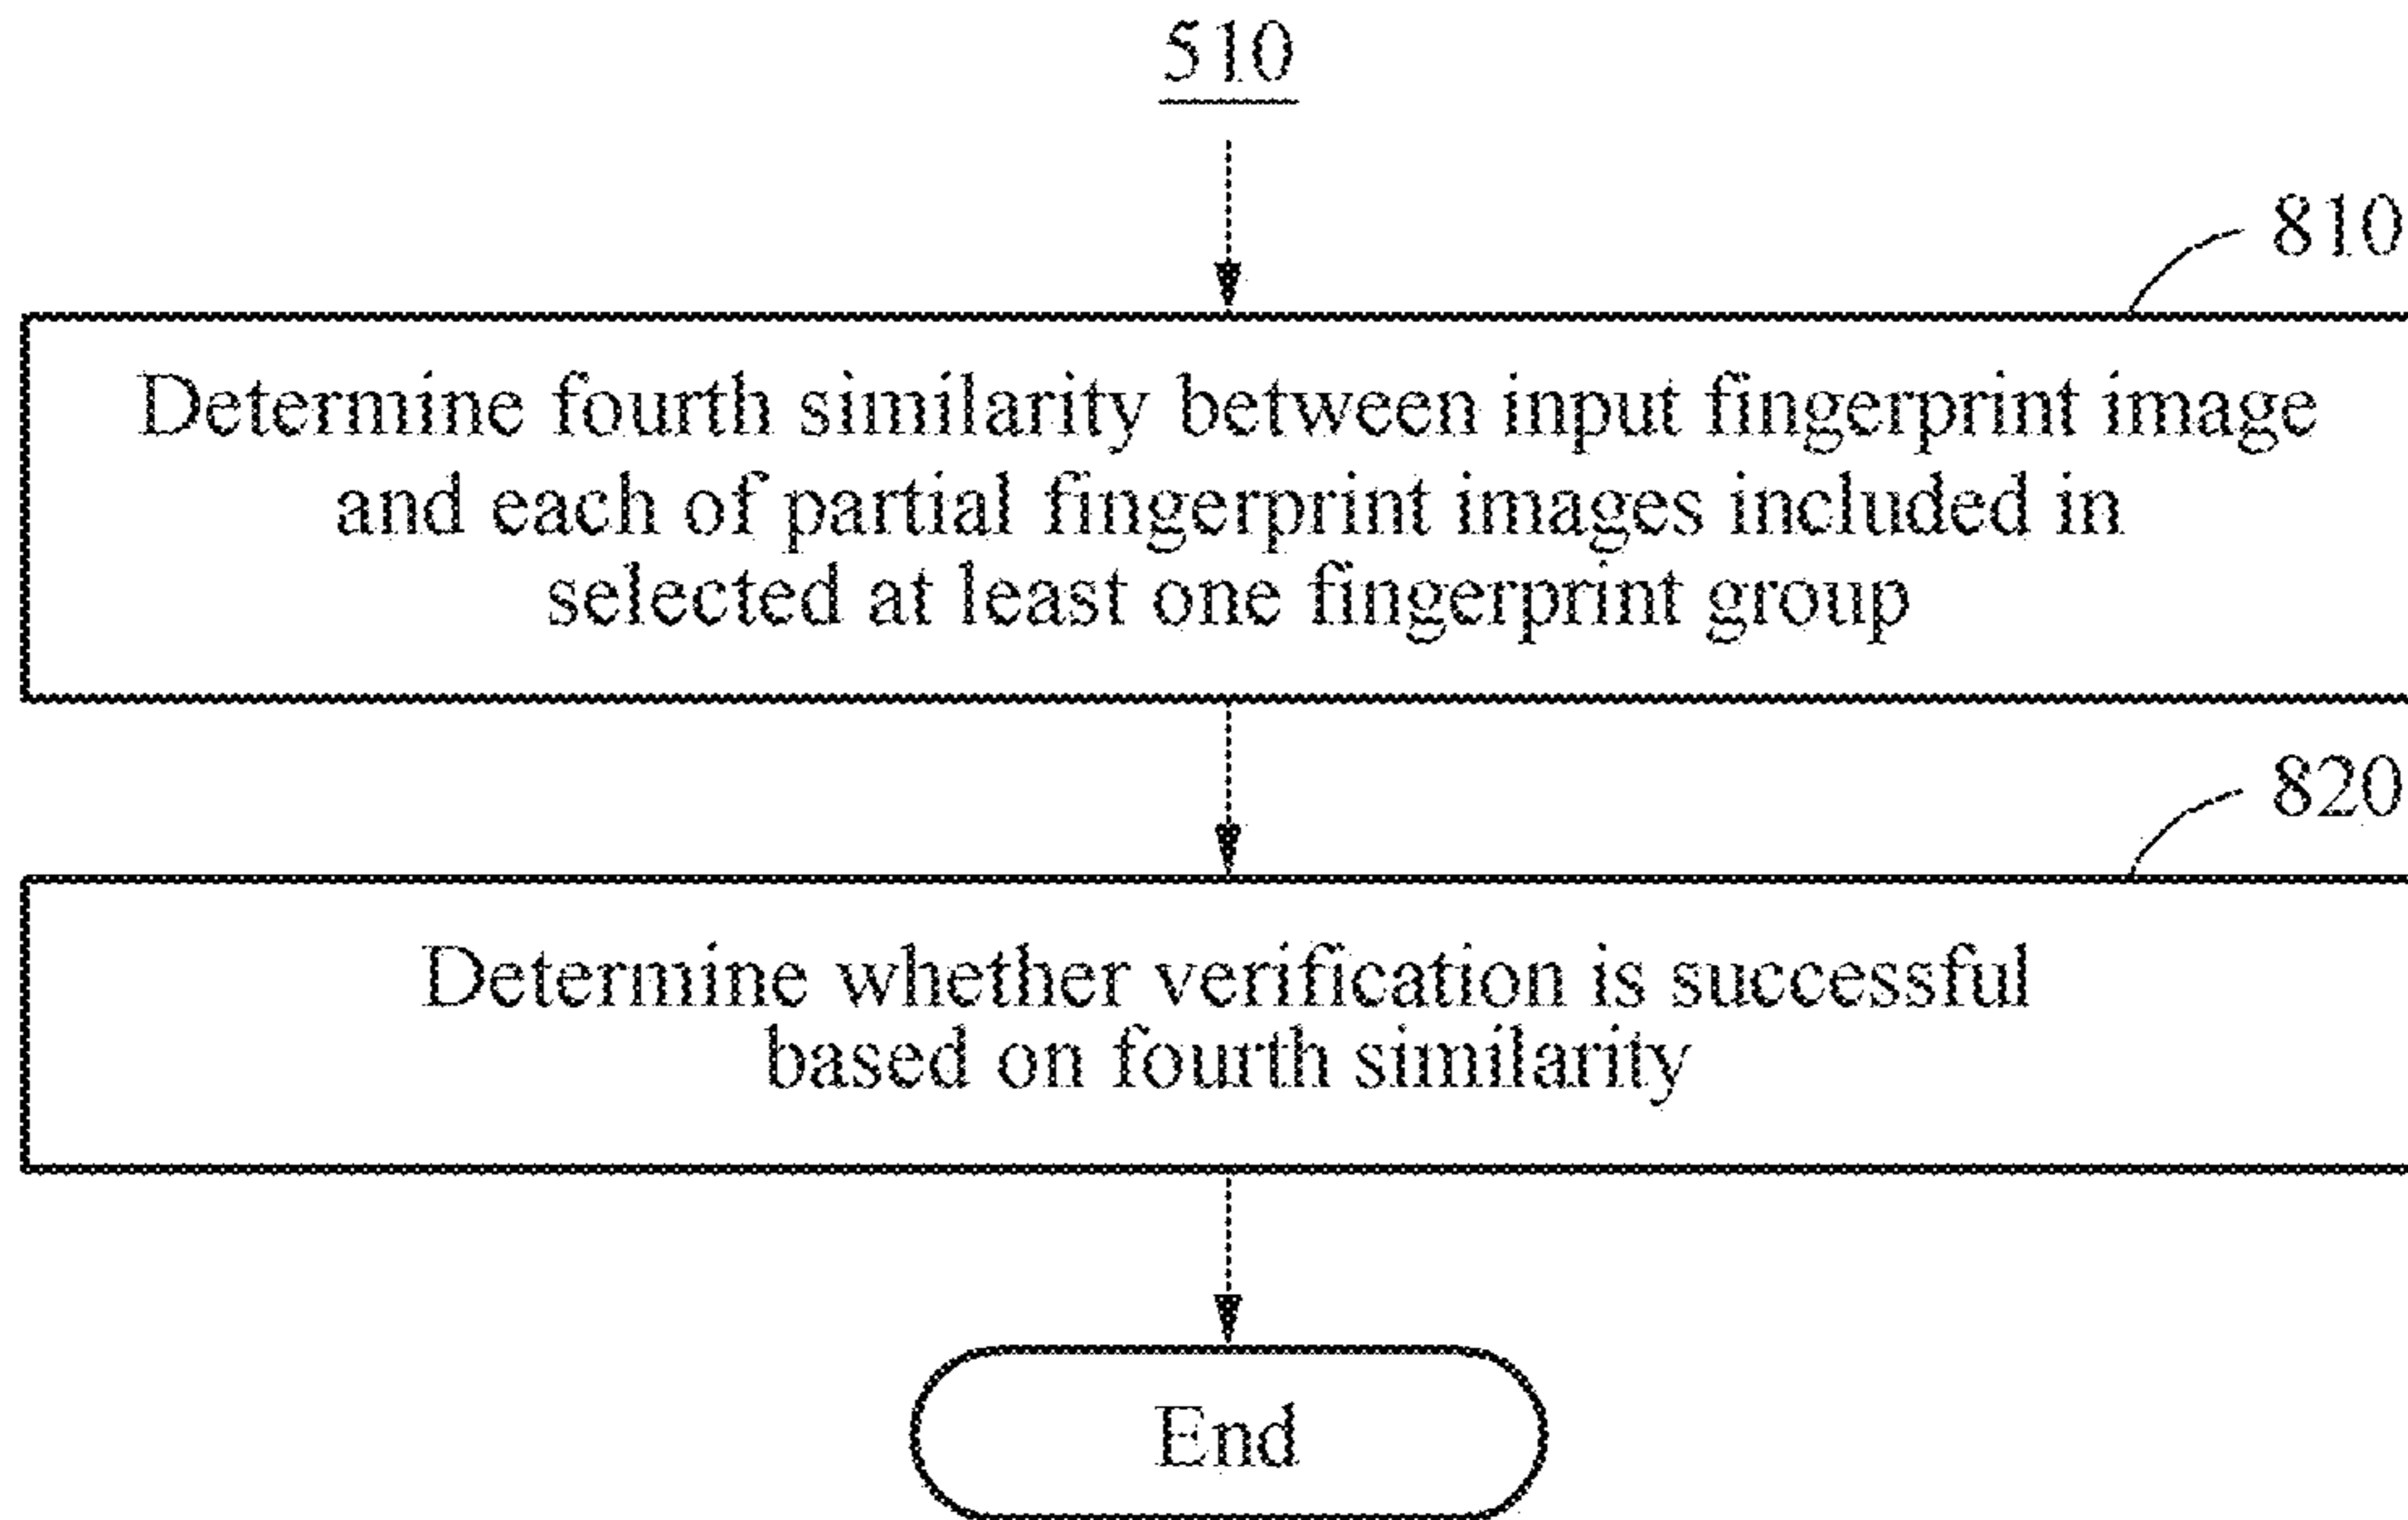 510
810
Determine fourth similarity between input fingerprint image
and each of partial fingerprint images included in
selected at least one fingerprint group
820
Determine whether verification is successful
based on fourth similarity
End